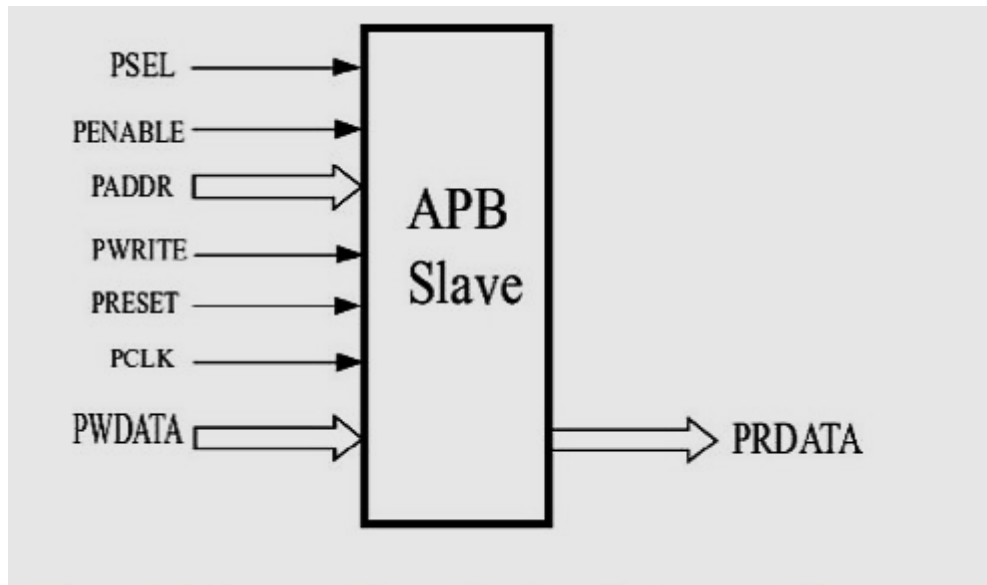 PSEL
PENABLE
PADDR
PWRITE
PRESET
PCLK
PWDATA
APB
Slave
PRDATA